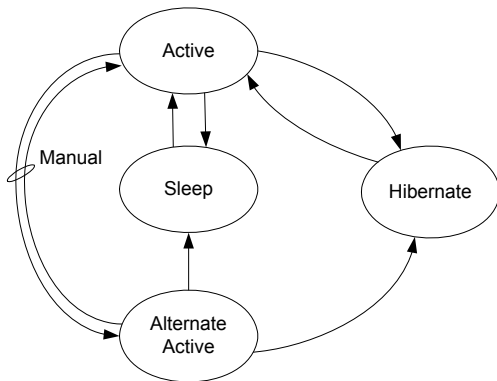 Active
Manual
Sleep
Hibernate
Alternate
Active